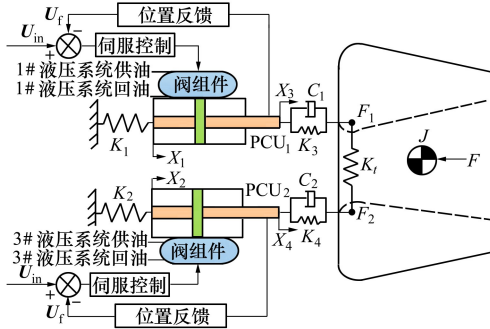 位置反馈
U_f −
U_in + 伺服控制
1#液压系统供油
1#液压系统回油
阀组件
X_3 C_1
F_1
K_1 X_1 PCU_1 K_3
J
K_t F
K_2 X_2 PCU_2 C_2
F_2
X_4 K_4
3#液压系统供油
3#液压系统回油
阀组件
U_in + − 伺服控制
U_f 位置反馈